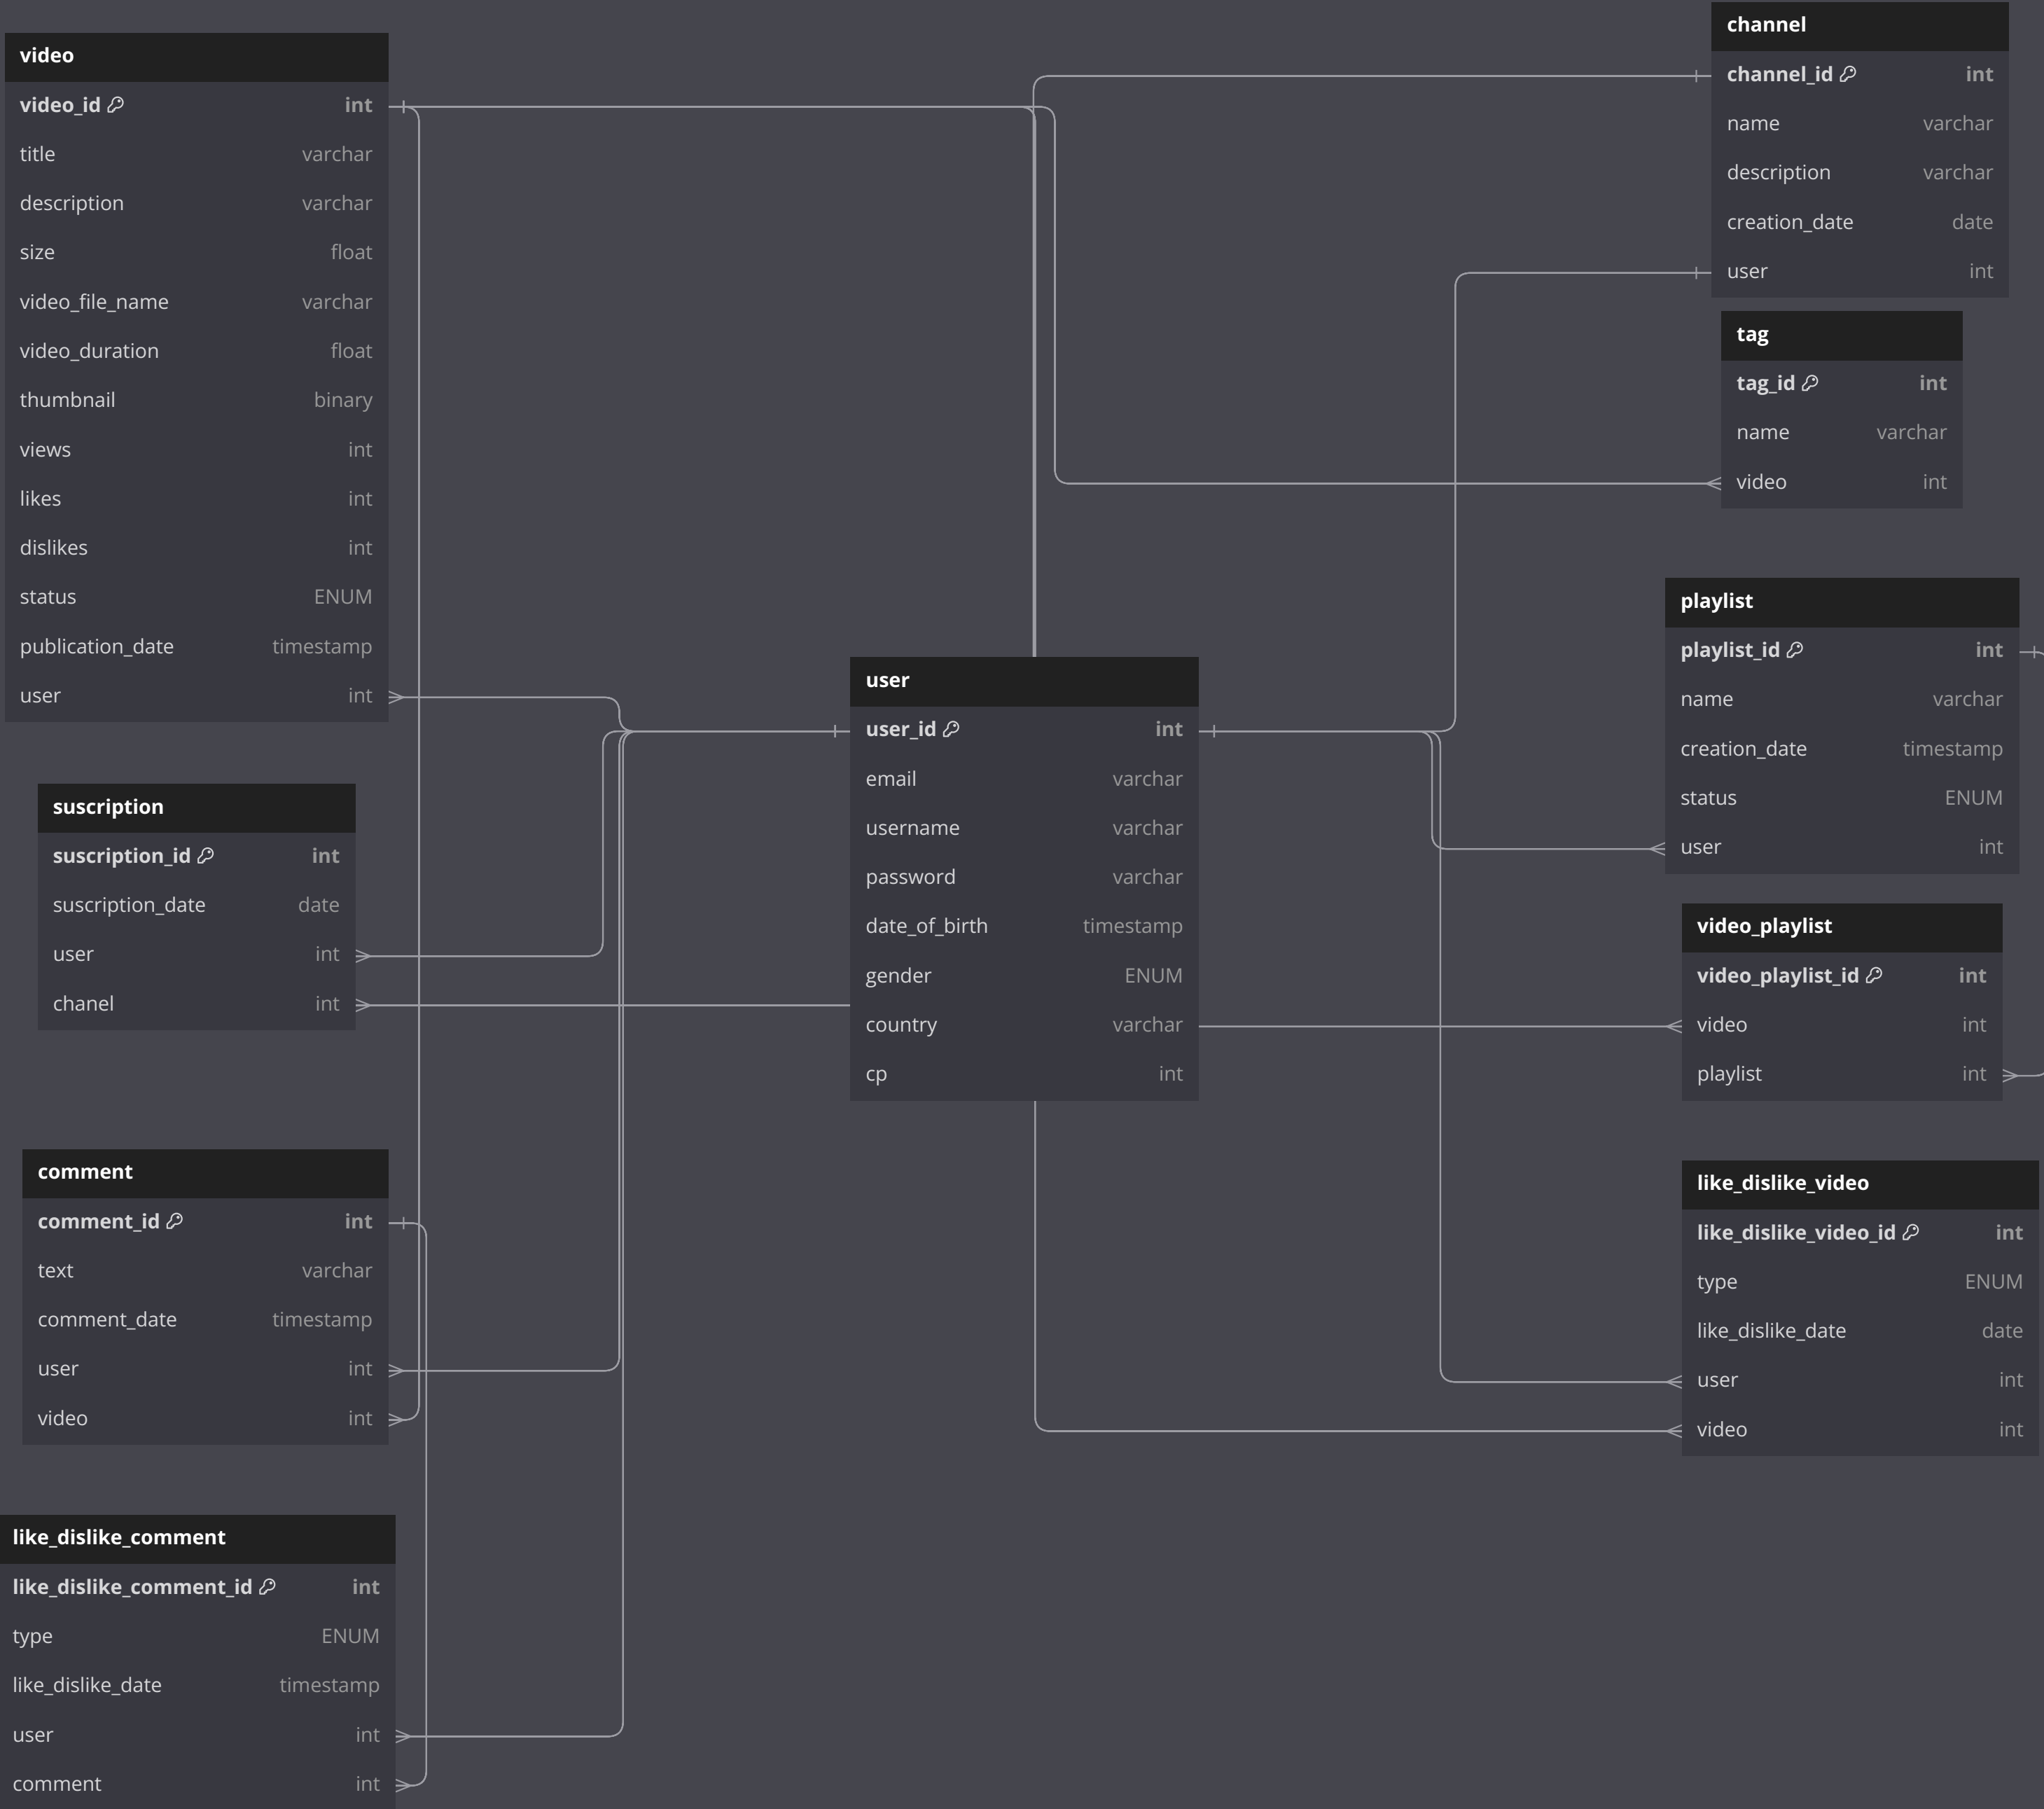 video
video_id int
title varchar
description varchar
size float
video_file_name varchar
video_duration float
thumbnail binary
views int
likes int
dislikes int
status ENUM
publication_date timestamp
user int
suscription
suscription_id int
suscription_date date
user int
chanel int
comment
comment_id int
text varchar
comment_date timestamp
user int
video int
like_dislike_comment
like_dislike_comment_id int
type ENUM
like_dislike_date timestamp
user int
comment int
user
user_id int
email varchar
username varchar
password varchar
date_of_birth timestamp
gender ENUM
country varchar
cp int
channel
channel_id int
name varchar
description varchar
creation_date date
user int
tag
tag_id int
name varchar
video int
playlist
playlist_id int
name varchar
creation_date timestamp
status ENUM
user int
video_playlist
video_playlist_id int
video int
playlist int
like_dislike_video
like_dislike_video_id int
type ENUM
like_dislike_date date
user int
video int